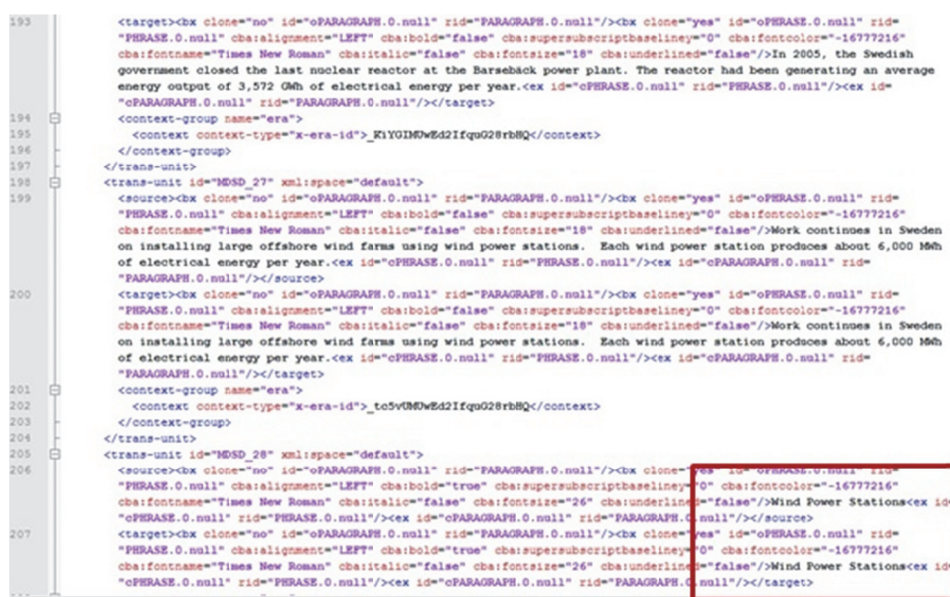 193 <target><bx clone="no" id="oPARAGRAPH.0.null" rid="PARAGRAPH.0.null"/><bx clone="yes" id="oPHRASE.0.null" rid=
"PHRASE.0.null" cba:alignment="LEFT" cba:bold="false" cba:supersubscriptbaseliney="0" cba:fontcolor="-16777216"
cba:fontname="Times New Roman" cba:italic="false" cba:fontsize="18" cba:underlined="false"/>In 2005, the Swedish
government closed the last nuclear reactor at the Barsebäck power plant. The reactor had been generating an average
energy output of 3,572 GWh of electrical energy per year.<ex id="cPHRASE.0.null" rid="PHRASE.0.null"/><ex id=
"cPARAGRAPH.0.null" rid="PARAGRAPH.0.null"/></target>
194 <context-group name="era">
195 <context context-type="x-era-id">_KiYGIMUwEd2IfquG28rbHQ</context>
196 </context-group>
197 </trans-unit>
198 <trans-unit id="MDSD_27" xml:space="default">
199 <source><bx clone="no" id="oPARAGRAPH.0.null" rid="PARAGRAPH.0.null"/><bx clone="yes" id="oPHRASE.0.null" rid=
"PHRASE.0.null" cba:alignment="LEFT" cba:bold="false" cba:supersubscriptbaseliney="0" cba:fontcolor="-16777216"
cba:fontname="Times New Roman" cba:italic="false" cba:fontsize="18" cba:underlined="false"/>Work continues in Sweden
on installing large offshore wind farms using wind power stations.  Each wind power station produces about 6,000 MWh
of electrical energy per year.<ex id="cPHRASE.0.null" rid="PHRASE.0.null"/><ex id="cPARAGRAPH.0.null" rid=
"PARAGRAPH.0.null"/></source>
200 <target><bx clone="no" id="oPARAGRAPH.0.null" rid="PARAGRAPH.0.null"/><bx clone="yes" id="oPHRASE.0.null" rid=
"PHRASE.0.null" cba:alignment="LEFT" cba:bold="false" cba:supersubscriptbaseliney="0" cba:fontcolor="-16777216"
cba:fontname="Times New Roman" cba:italic="false" cba:fontsize="18" cba:underlined="false"/>Work continues in Sweden
on installing large offshore wind farms using wind power stations.  Each wind power station produces about 6,000 MWh
of electrical energy per year.<ex id="cPHRASE.0.null" rid="PHRASE.0.null"/><ex id="cPARAGRAPH.0.null" rid=
"PARAGRAPH.0.null"/></target>
201 <context-group name="era">
202 <context context-type="x-era-id">_to5vUMUwEd2IfquG28rbHQ</context>
203 </context-group>
204 </trans-unit>
205 <trans-unit id="MDSD_28" xml:space="default">
206 <source><bx clone="no" id="oPARAGRAPH.0.null" rid="PARAGRAPH.0.null"/><bx clone="yes" id="oPHRASE.0.null" rid=
"PHRASE.0.null" cba:alignment="LEFT" cba:bold="true" cba:supersubscriptbaseliney="0" cba:fontcolor="-16777216"
cba:fontname="Times New Roman" cba:italic="false" cba:fontsize="26" cba:underlined="false"/>Wind Power Stations<ex id
"cPHRASE.0.null" rid="PHRASE.0.null"/><ex id="cPARAGRAPH.0.null" rid="PARAGRAPH.0.null"/></source>
207 <target><bx clone="no" id="oPARAGRAPH.0.null" rid="PARAGRAPH.0.null"/><bx clone="yes" id="oPHRASE.0.null" rid=
"PHRASE.0.null" cba:alignment="LEFT" cba:bold="true" cba:supersubscriptbaseliney="0" cba:fontcolor="-16777216"
cba:fontname="Times New Roman" cba:italic="false" cba:fontsize="26" cba:underlined="false"/>Wind Power Stations<ex id
"cPHRASE.0.null" rid="PHRASE.0.null"/><ex id="cPARAGRAPH.0.null" rid="PARAGRAPH.0.null"/></target>